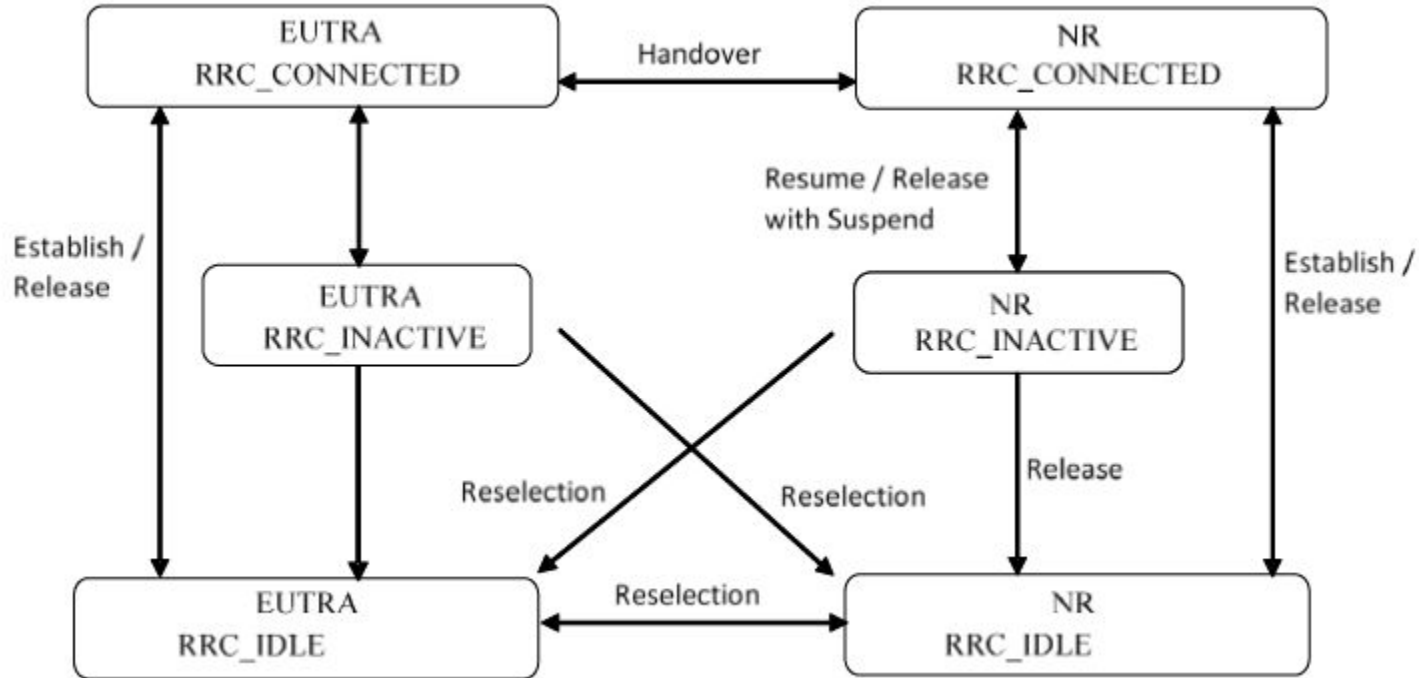 EUTRA
RRC_CONNECTED
Handover
NR
RRC_CONNECTED
Resume / Release
with Suspend
Establish /
Release
Establish /
Release
EUTRA
RRC_INACTIVE
NR
RRC_INACTIVE
Reselection
Reselection
Release
EUTRA
RRC_IDLE
Reselection
NR
RRC_IDLE